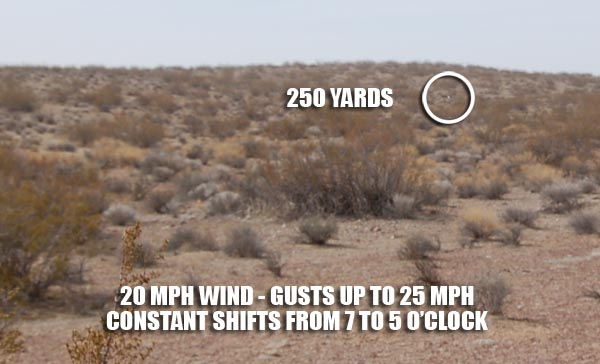 250 YARDS
20 MPH WIND - GUSTS UP TO 25 MPH
CONSTANT SHIFTS FROM 7 TO 5 O'CLOCK